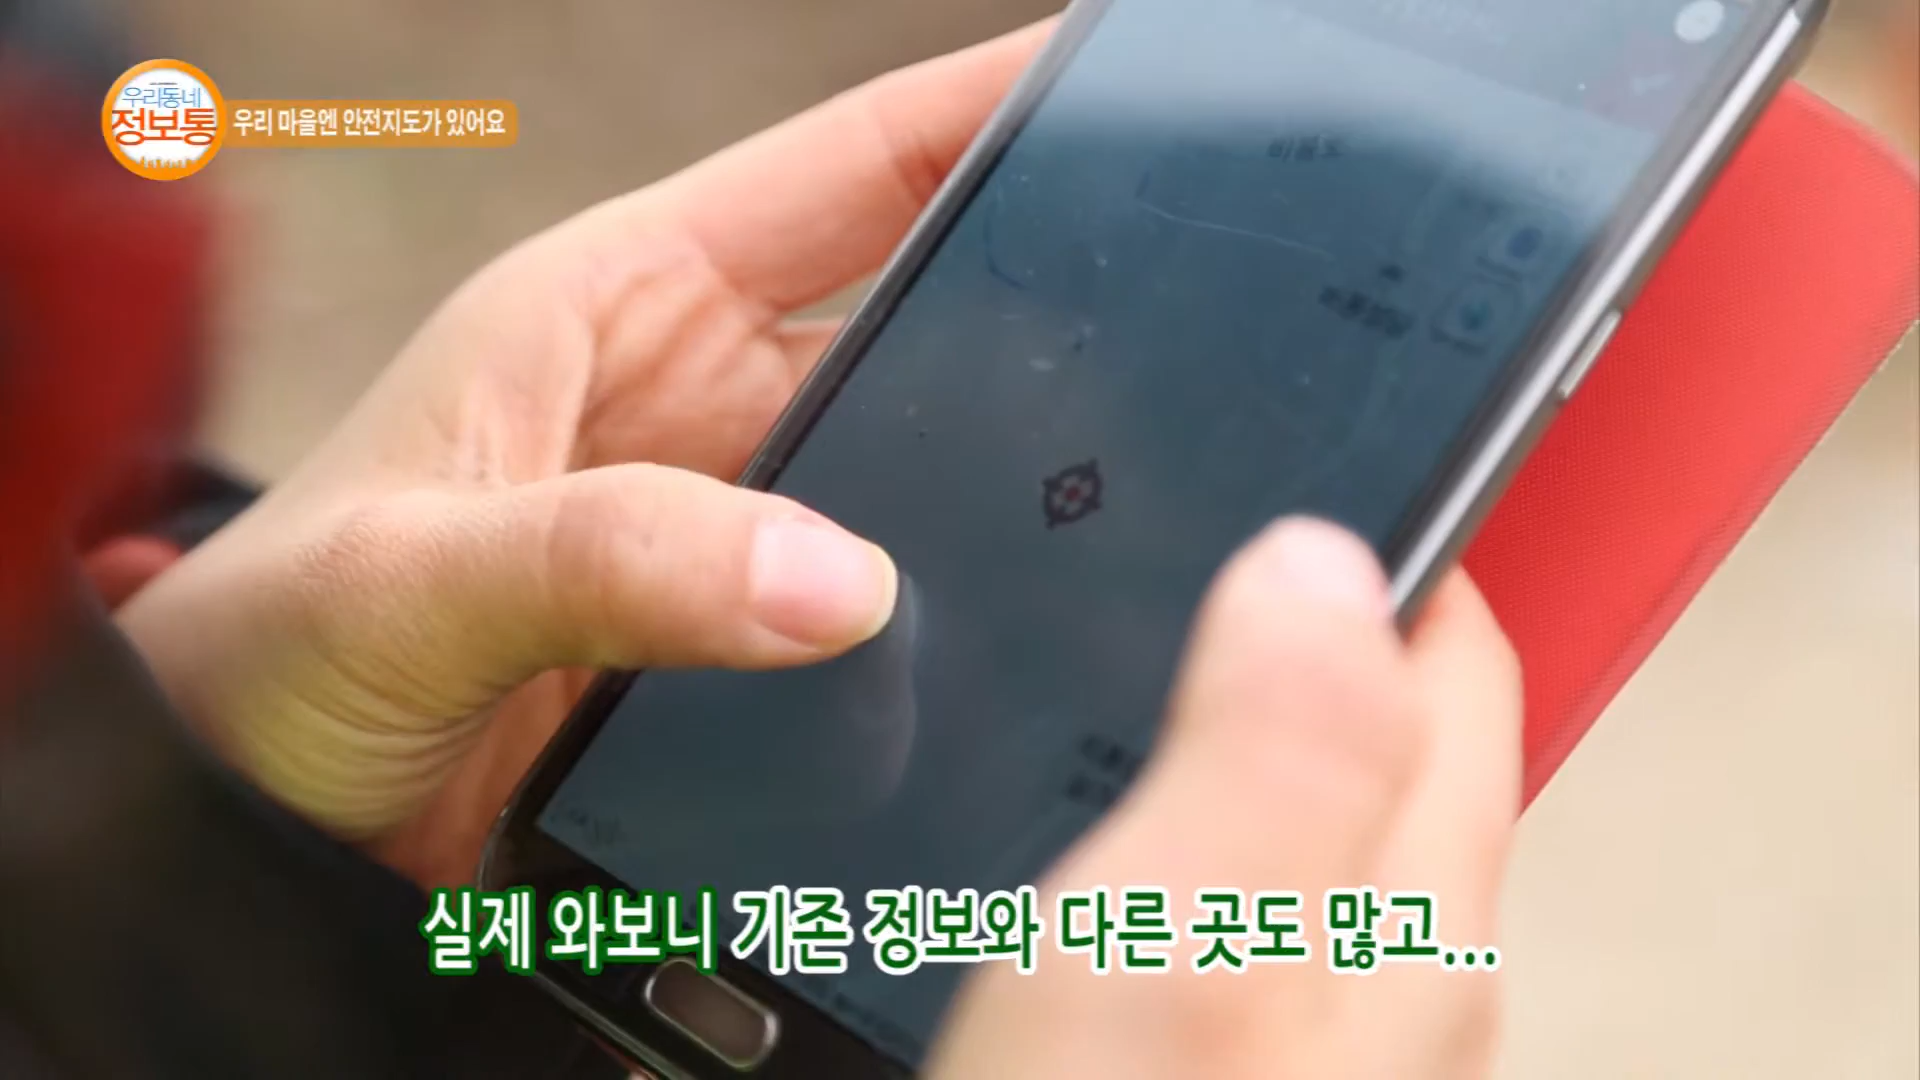 우리동네
정보통
우리 마을엔 안전지도가 있어요
실제 와보니 기존 정보와 다른 곳도 많고...